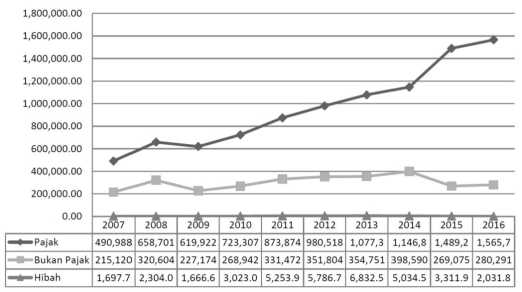 1,800,000.00
1,600,000.00
1,400,000.00
1,200,000.00
1,000,000.00
800,000.00
600,000.00
400,000.00
200,000.00
0.00
2007 2008 2009 2010 2011 2012 2013 2014 2015 2016
Pajak 490,988 658,701 619,922 723,307 873,874 980,518 1,077,3 1,146,8 1,489,2 1,565,7
Bukan Pajak 215,120 320,604 227,174 268,942 331,472 351,804 354,751 398,590 269,075 280,291
Hibah 1,697.7 2,304.0 1,666.6 3,023.0 5,253.9 5,786.7 6,832.5 5,034.5 3,311.9 2,031.8